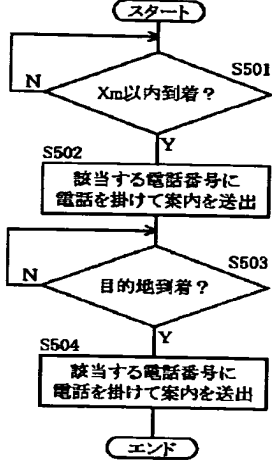 スタート
S501
N
Xm以内到着？
Y
S502
該当する電話番号に
電話を掛けて案内を送出
S503
N
目的地到着？
Y
S504
該当する電話番号に
電話を掛けて案内を送出
エンド